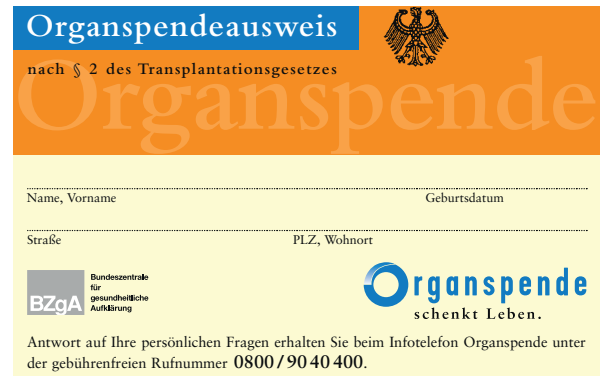 Organspendeausweis
nach § 2 des Transplantationsgesetzes
Organspende
Name, Vorname Geburtsdatum
Straße PLZ, Wohnort
BZgA
Bundeszentrale
für
gesundheitliche
Aufklärung
Organspende
schenkt Leben.
Antwort auf Ihre persönlichen Fragen erhalten Sie beim Infotelefon Organspende unter
der gebührenfreien Rufnummer 0800/90 40 400.